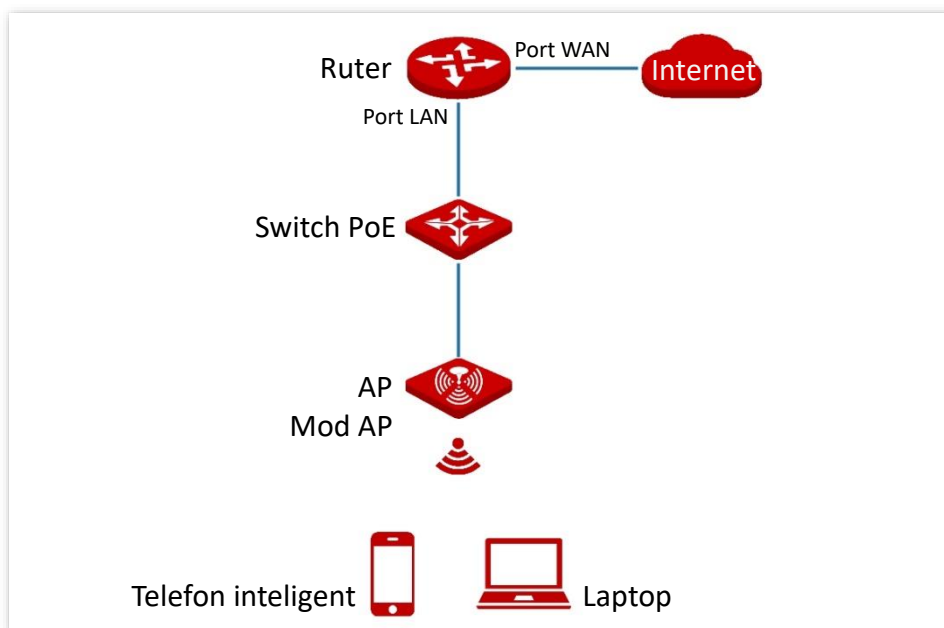 Port WAN
Ruter
Internet
Port LAN
Switch PoE
AP
Mod AP
Telefon inteligent
Laptop